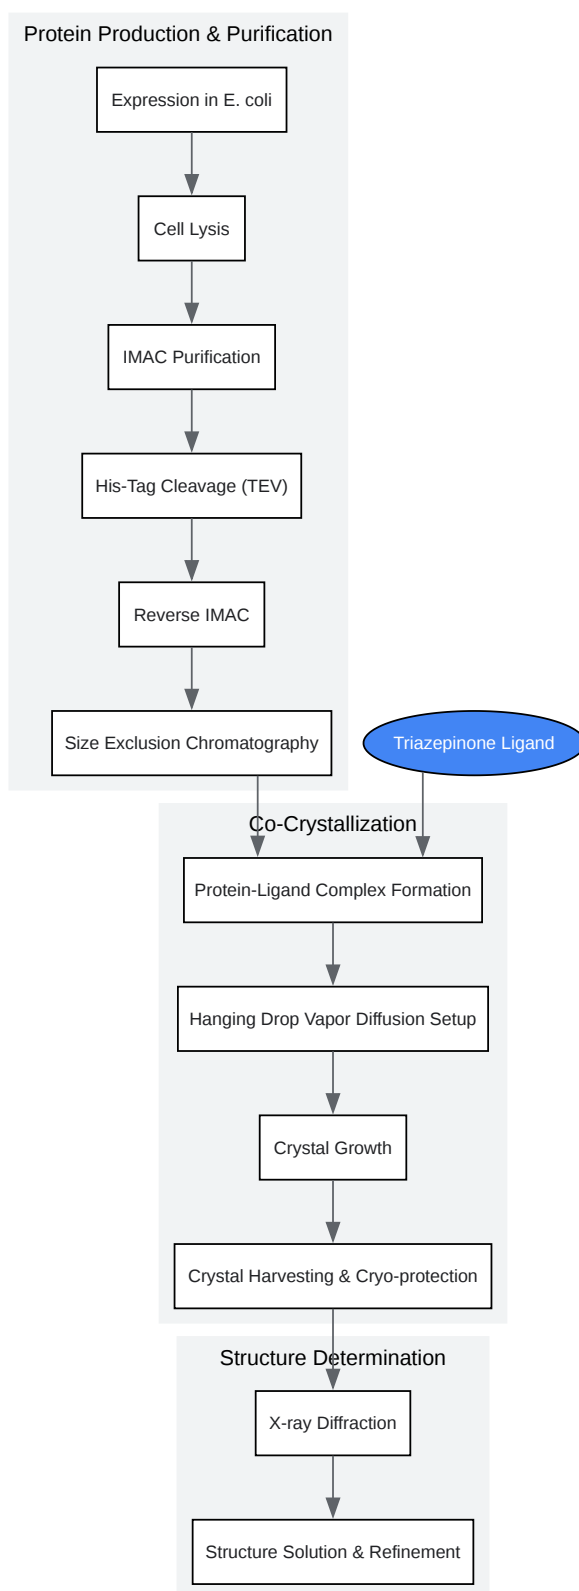 Protein Production & Purification
Expression in E. coli
Cell Lysis
IMAC Purification
His-Tag Cleavage (TEV)
Reverse IMAC
Size Exclusion Chromatography
Triazepinone Ligand
Co-Crystallization
Protein-Ligand Complex Formation
Hanging Drop Vapor Diffusion Setup
Crystal Growth
Crystal Harvesting & Cryo-protection
Structure Determination
X-ray Diffraction
Structure Solution & Refinement